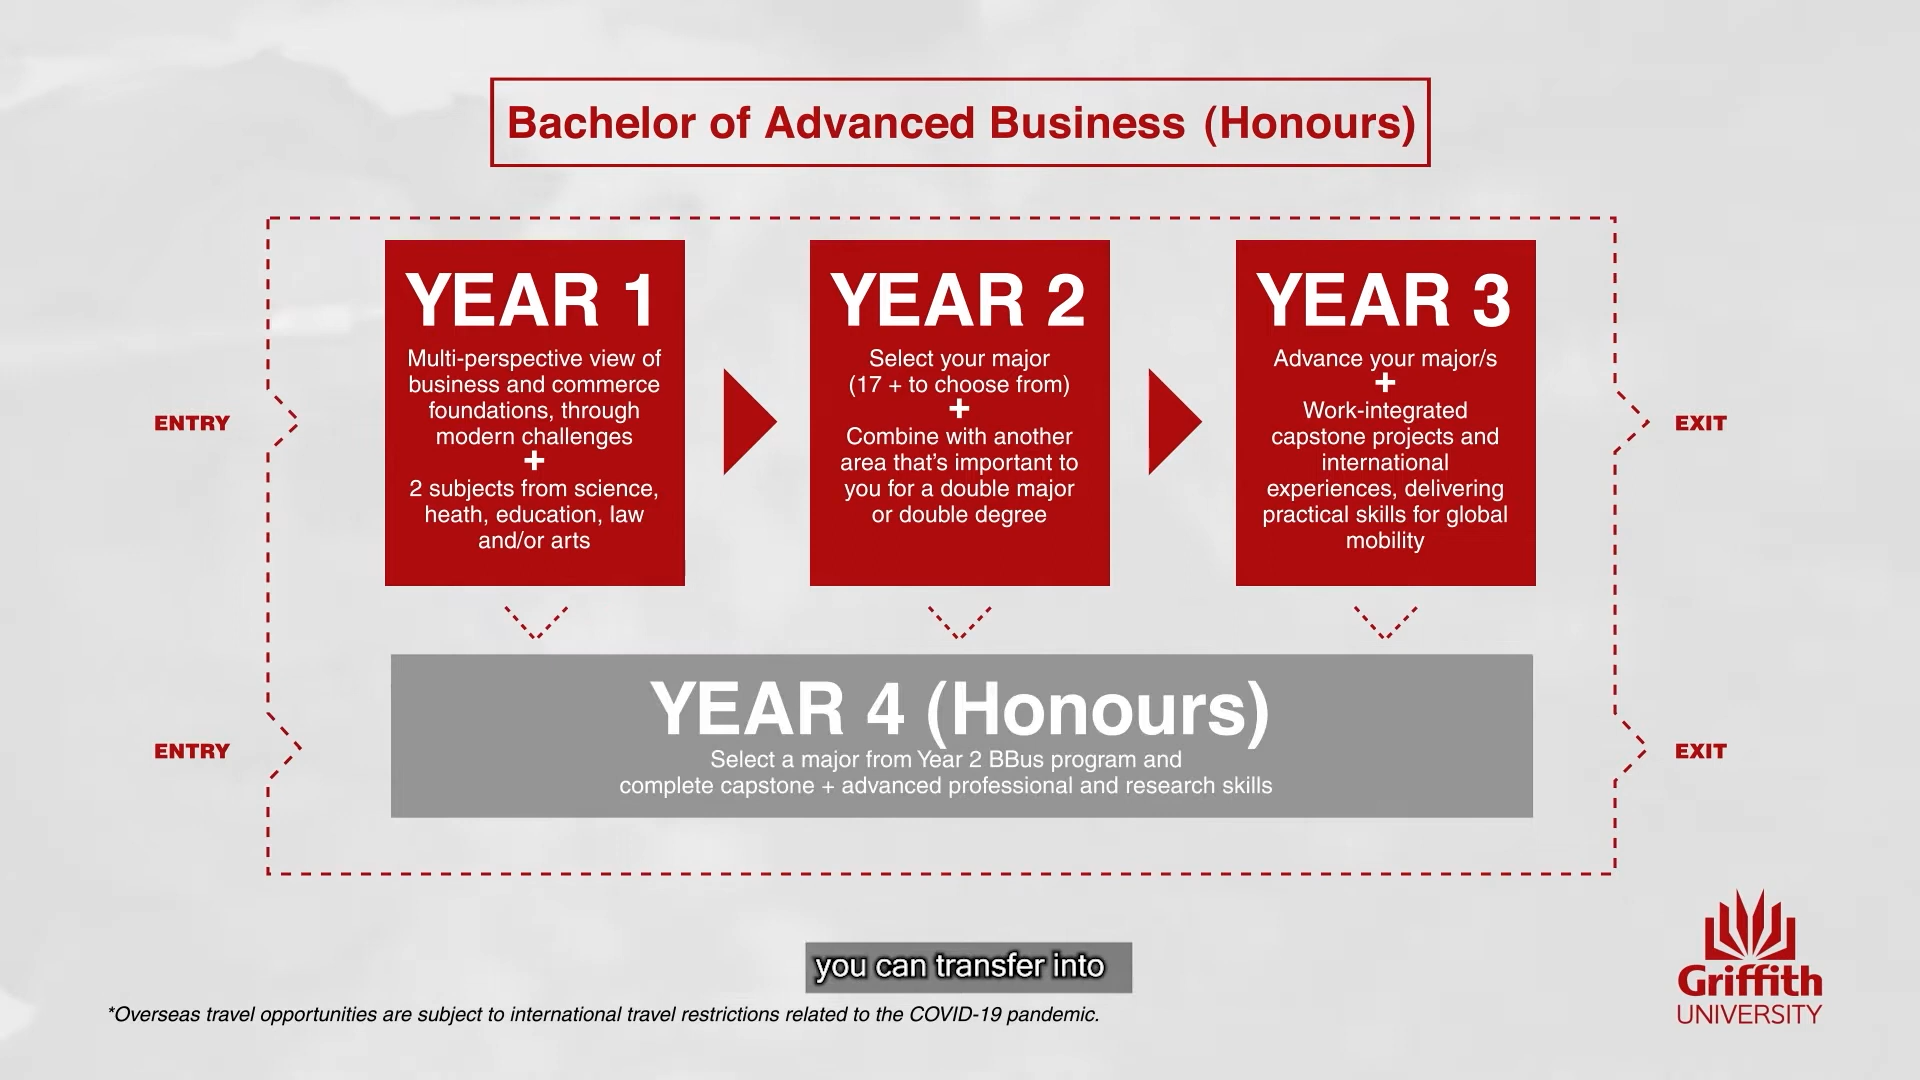 Bachelor of Advanced Business (Honours)
YEAR 1
Multi-perspective view of
business and commerce
foundations, through
modern challenges
+
2 subjects from science,
heath, education, law
and/or arts
YEAR 2
Select your major
(17 + to choose from)
+
Combine with another
area that’s important to
you for a double major
or double degree
YEAR 3
Advance your major/s
+
Work-integrated
capstone projects and
international
experiences, delivering
practical skills for global
mobility
ENTRY
EXIT
YEAR 4 (Honours)
Select a major from Year 2 BBus program and
complete capstone + advanced professional and research skills
ENTRY
EXIT
you can transfer into
*Overseas travel opportunities are subject to international travel restrictions related to the COVID-19 pandemic.
Griffith
UNIVERSITY